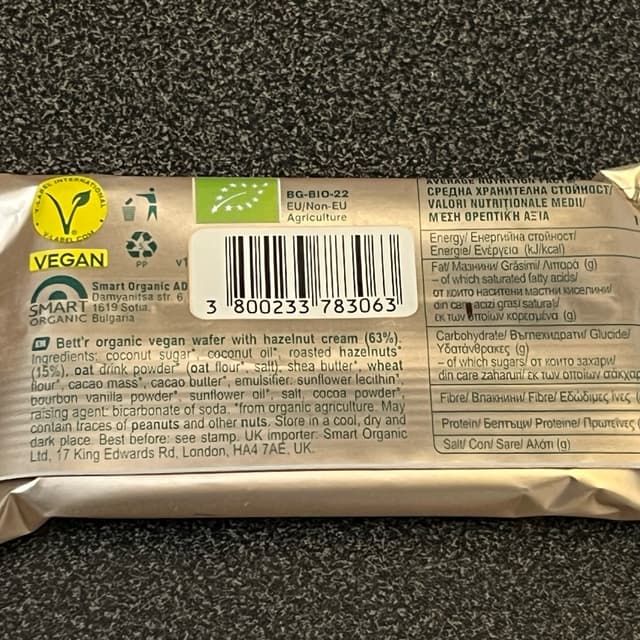 V-LABEL INTERNATIONAL
V-LABEL.COM
VEGAN
PP
BG-BIO-22
EU/Non-EU
Agriculture
3 800233 783063
SMART
ORGANIC
Smart Organic AD
Damyanitsa str. 6
1619 Sofia,
Bulgaria
EN Bett'r organic vegan wafer with hazelnut cream (63%).
Ingredients: coconut sugar*, coconut oil*, roasted hazelnuts*
(15%), oat drink powder* (oat flour*, salt), shea butter*, wheat
flour*, cacao mass*, cacao butter*, emulsifier: sunflower lecithin*,
bourbon vanilla powder*, sunflower oil*, salt, cocoa powder*,
raising agent: bicarbonate of soda. *from organic agriculture. May
contain traces of peanuts and other nuts. Store in a cool, dry and
dark place. Best before: see stamp. UK importer: Smart Organic
Ltd, 17 King Edwards Rd, London, HA4 7AE, UK.
AVERAGE NUTRITION
СРЕДНА ХРАНИТЕЛНА СТОЙНОСТ/
VALORI NUTRIȚIONALE MEDII/
ΜΕΣΗ ΘΡΕΠΤΙΚΗ ΑΞΙΑ
Energy/ Енергийна стойност/
Energie/ Ενέργεια (kJ/kcal)
Fat/ Мазнини/ Grăsimi/ Λιπαρά (g)
– of which saturated fatty acids/
от които наситени мастни киселини/
din care acizi grași saturați/
εκ των οποίων κορεσμένα (g)
Carbohydrate/ Въглехидрати/ Glucide/
Υδατάνθρακες (g)
– of which sugars/ от които захари/
din care zaharuri/ εκ των οποίων σάκχαρα
Fibre/ Влакнини/ Fibre/ Εδώδιμες ίνες (
Protein/ Белтъци/ Proteine/ Πρωτεΐνες (
Salt/ Сол/ Sare/ Αλάτι (g)